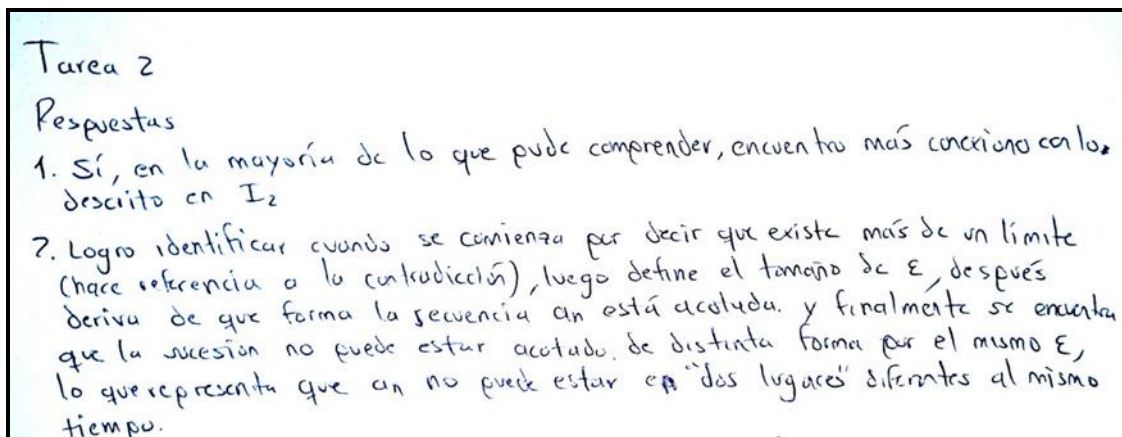 Tarea 2
Respuestas
1. Sí, en la mayoría de lo que pude comprender, encuentro más conexiono con lo.
descrito en I₂
2. Logro identificar cuando se comienza por decir que existe más de un límite
(hace referencia a la contradicción), luego define el tamaño de ε, después
deriva de que forma la secuencia an está acotada. y finalmente se encuentra
que la sucesión no puede estar acotado. de distinta forma por el mismo ε,
lo que representa que an no puede estar en "dos lugares" diferentes al mismo
tiempo.